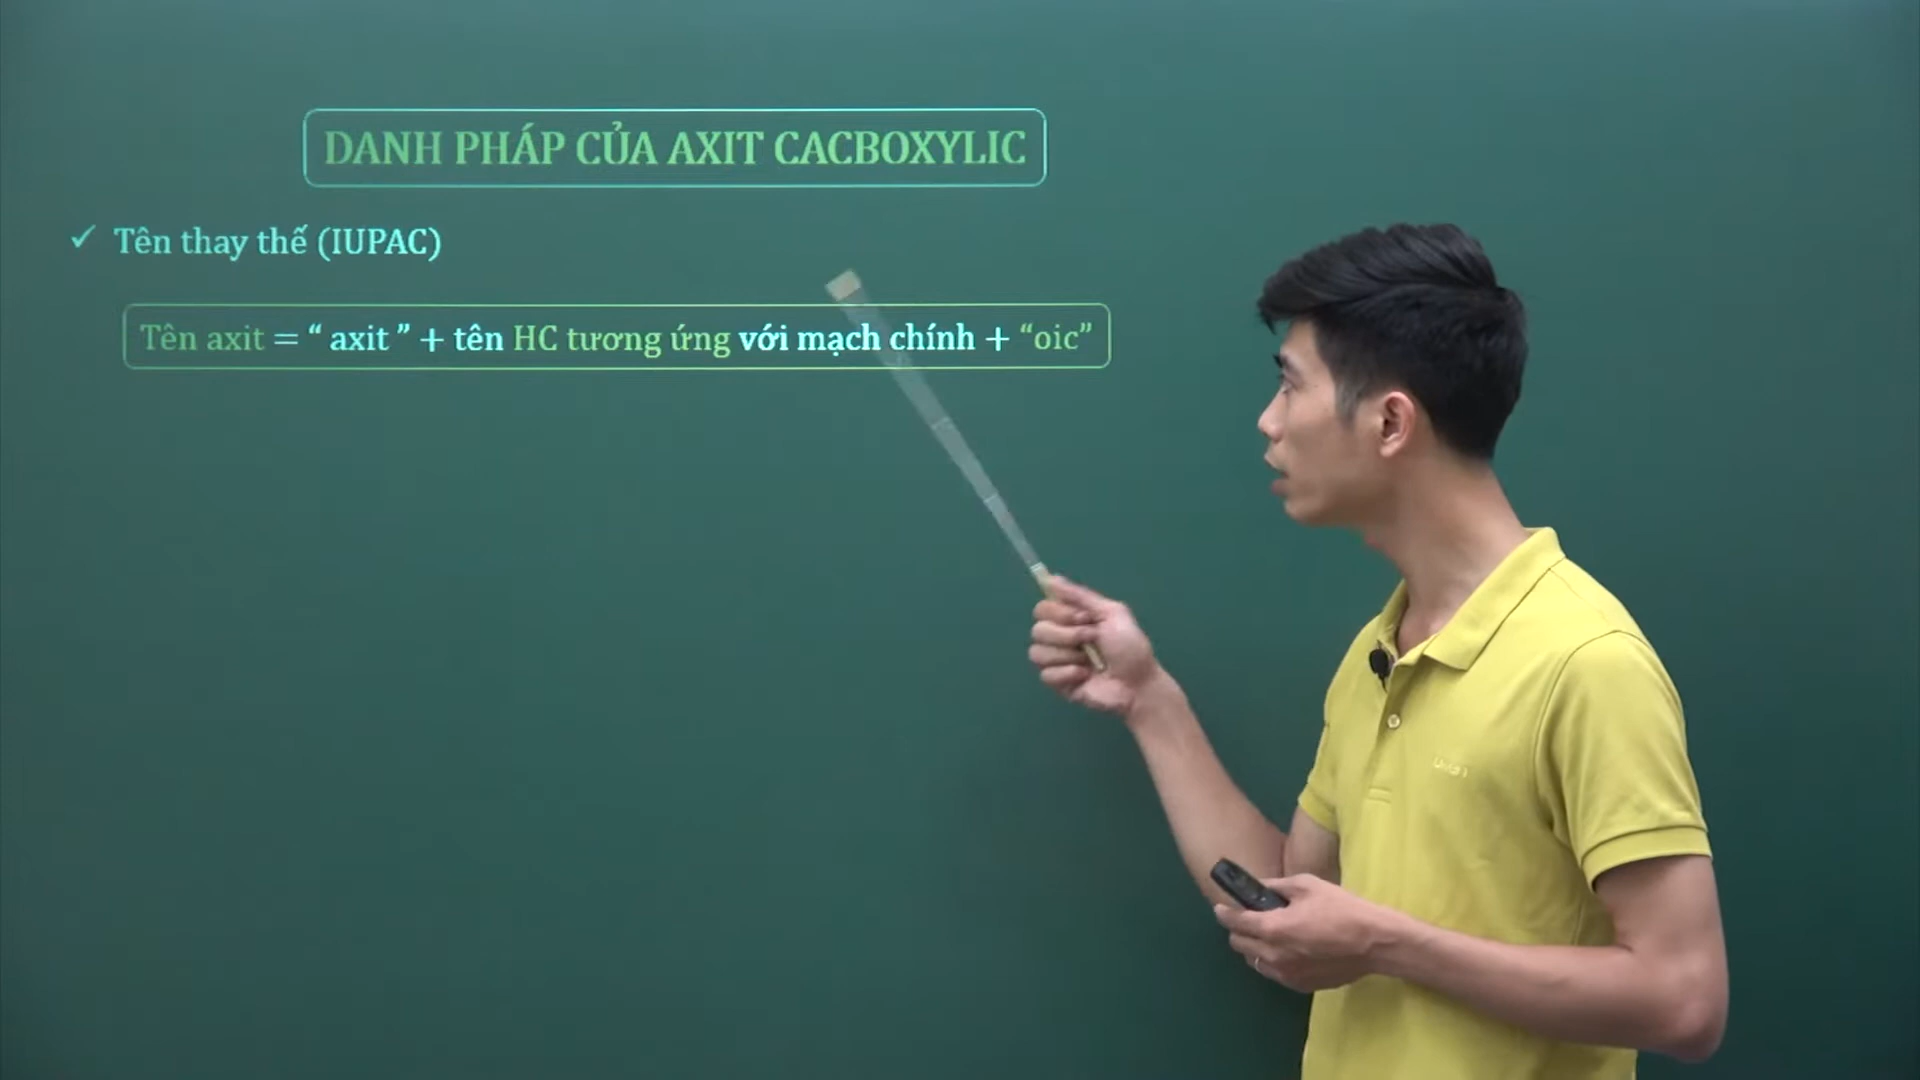 DANH PHÁP CỦA AXIT CACBOXYLIC
✓ Tên thay thế (IUPAC)
Tên axit = “ axit ” + tên HC tương ứng với mạch chính + “oic”